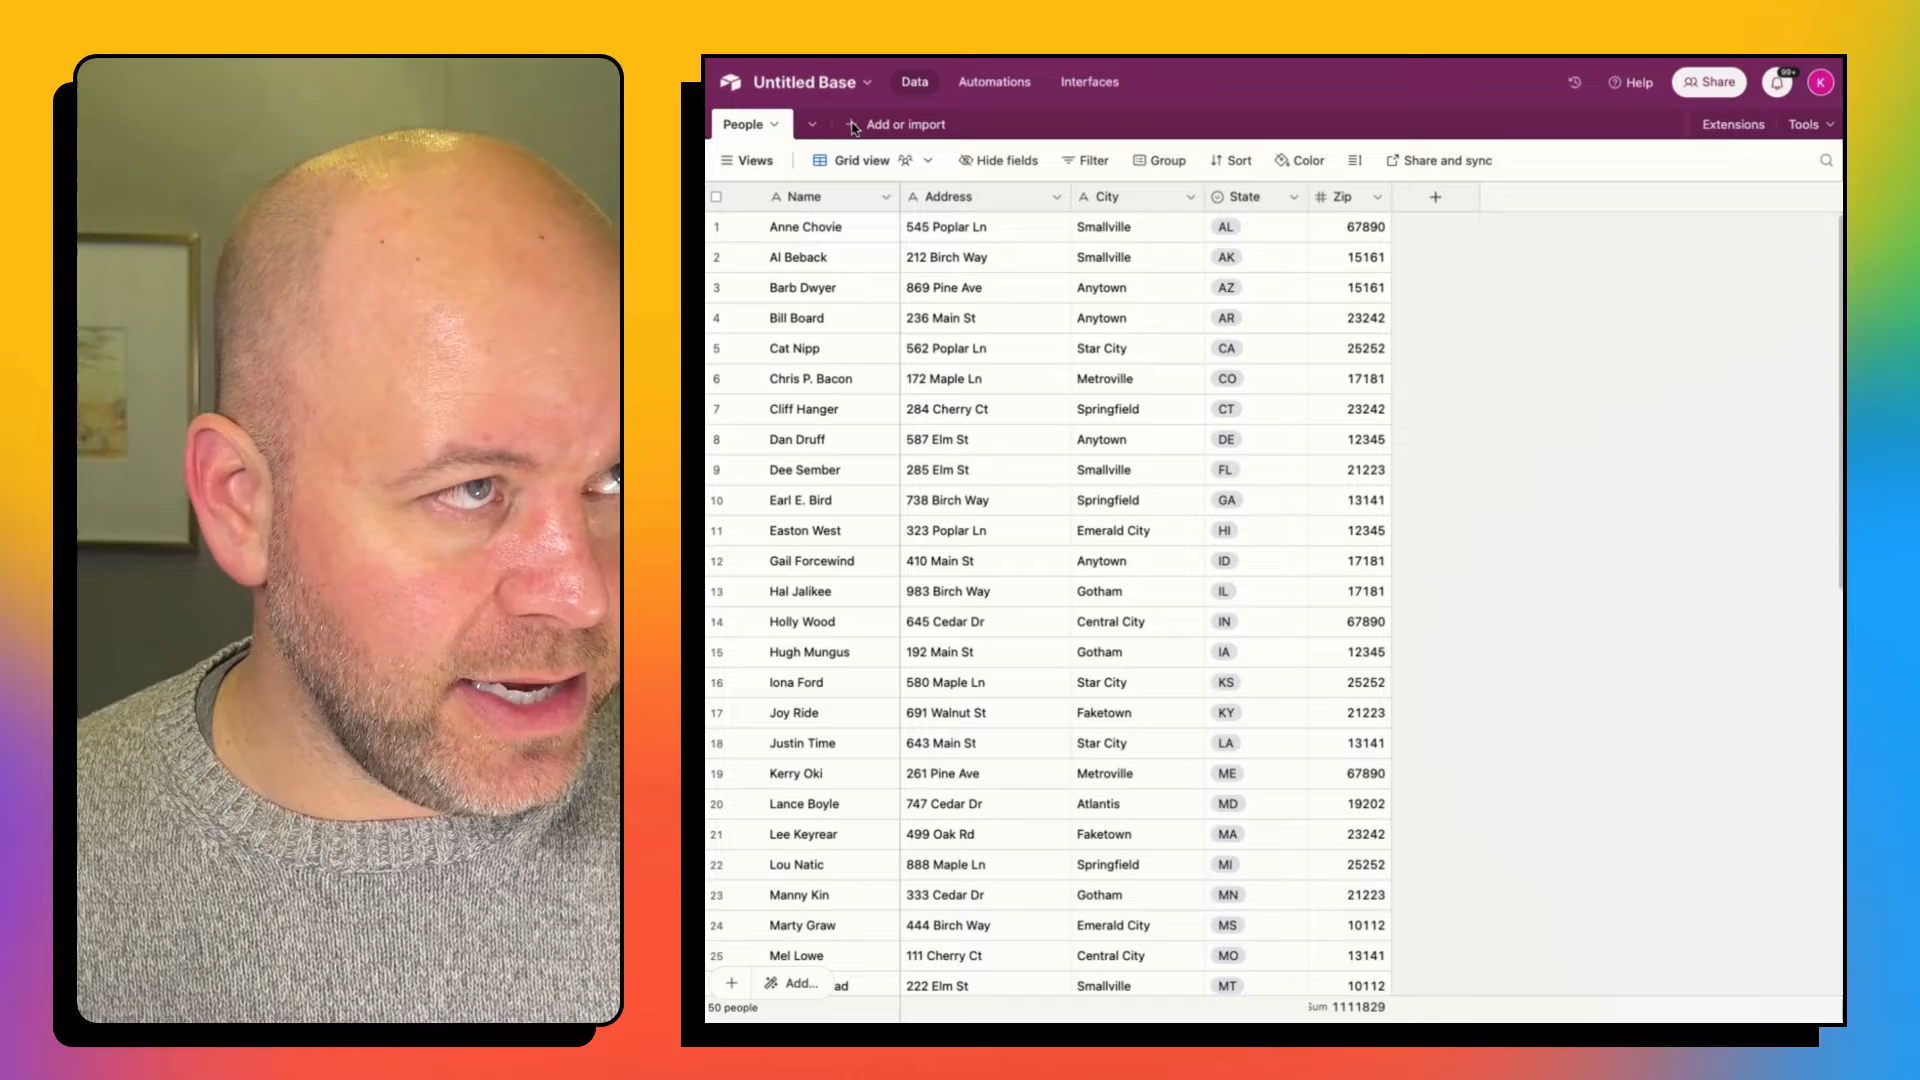 Untitled Base Data Automations Interfaces Help Share 99+ K
People Add or import Extensions Tools
Views Grid view Hide fields Filter Group Sort Color Share and sync
Name Address City State Zip
1 Anne Chovie 545 Poplar Ln Smallville AL 67890
2 Al Beback 212 Birch Way Smallville AK 15161
3 Barb Dwyer 869 Pine Ave Anytown AZ 15161
4 Bill Board 236 Main St Anytown AR 23242
5 Cat Nipp 562 Poplar Ln Star City CA 25252
6 Chris P. Bacon 172 Maple Ln Metroville CO 17181
7 Cliff Hanger 284 Cherry Ct Springfield CT 23242
8 Dan Druff 587 Elm St Anytown DE 12345
9 Dee Sember 285 Elm St Smallville FL 21223
10 Earl E. Bird 738 Birch Way Springfield GA 13141
11 Easton West 323 Poplar Ln Emerald City HI 12345
12 Gail Forcewind 410 Main St Anytown ID 17181
13 Hal Jalikee 983 Birch Way Gotham IL 17181
14 Holly Wood 645 Cedar Dr Central City IN 67890
15 Hugh Mungus 192 Main St Gotham IA 12345
16 Iona Ford 580 Maple Ln Star City KS 25252
17 Joy Ride 691 Walnut St Faketown KY 21223
18 Justin Time 643 Main St Star City LA 13141
19 Kerry Oki 261 Pine Ave Metroville ME 67890
20 Lance Boyle 747 Cedar Dr Atlantis MD 19202
21 Lee Keyrear 499 Oak Rd Faketown MA 23242
22 Lou Natic 888 Maple Ln Springfield MI 25252
23 Manny Kin 333 Cedar Dr Gotham MN 21223
24 Marty Graw 444 Birch Way Emerald City MS 10112
25 Mel Lowe 111 Cherry Ct Central City MO 13141
Add... ad 222 Elm St Smallville MT 10112
50 people Sum 1111829